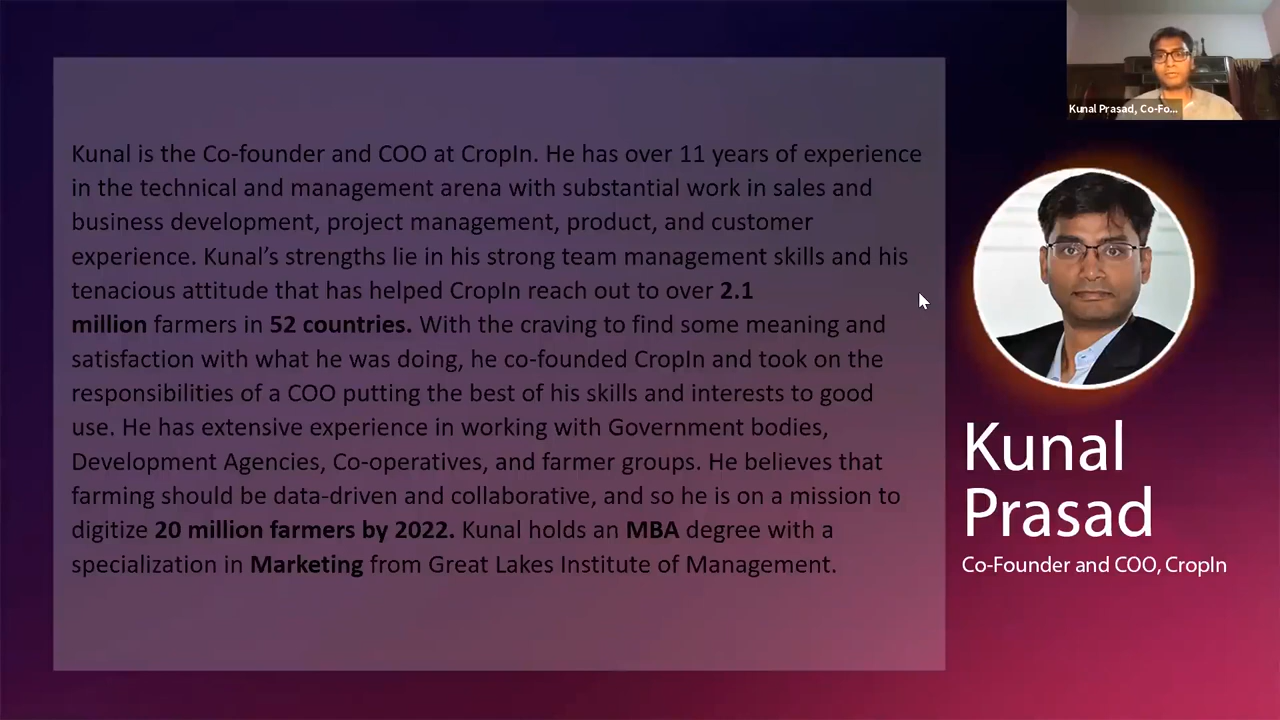 Kunal is the Co-founder and COO at CropIn. He has over 11 years of experience
in the technical and management arena with substantial work in sales and
business development, project management, product, and customer
experience. Kunal’s strengths lie in his strong team management skills and his
tenacious attitude that has helped CropIn reach out to over 2.1
million farmers in 52 countries. With the craving to find some meaning and
satisfaction with what he was doing, he co-founded CropIn and took on the
responsibilities of a COO putting the best of his skills and interests to good
use. He has extensive experience in working with Government bodies,
Development Agencies, Co-operatives, and farmer groups. He believes that
farming should be data-driven and collaborative, and so he is on a mission to
digitize 20 million farmers by 2022. Kunal holds an MBA degree with a
specialization in Marketing from Great Lakes Institute of Management.
Kunal Prasad, Co-Fo...
Kunal
Prasad
Co-Founder and COO, CropIn